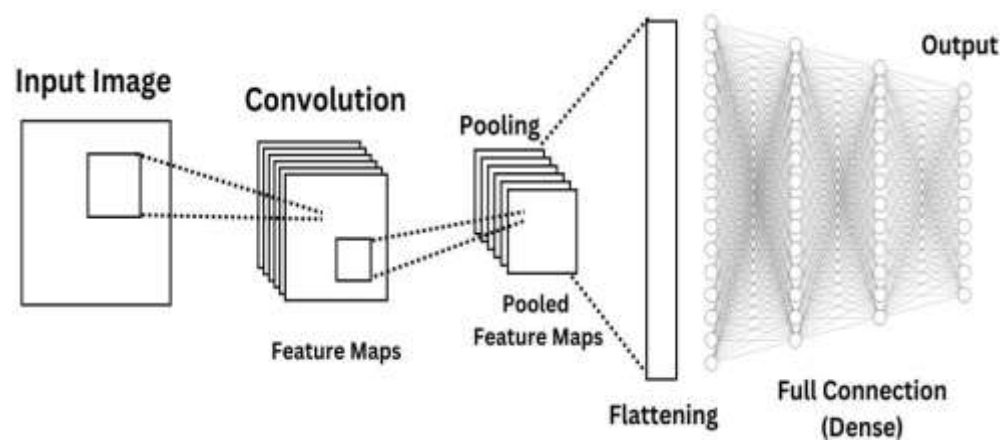 Input Image
Convolution
Feature Maps
Pooling
Pooled
Feature Maps
Flattening
Output
Full Connection
(Dense)